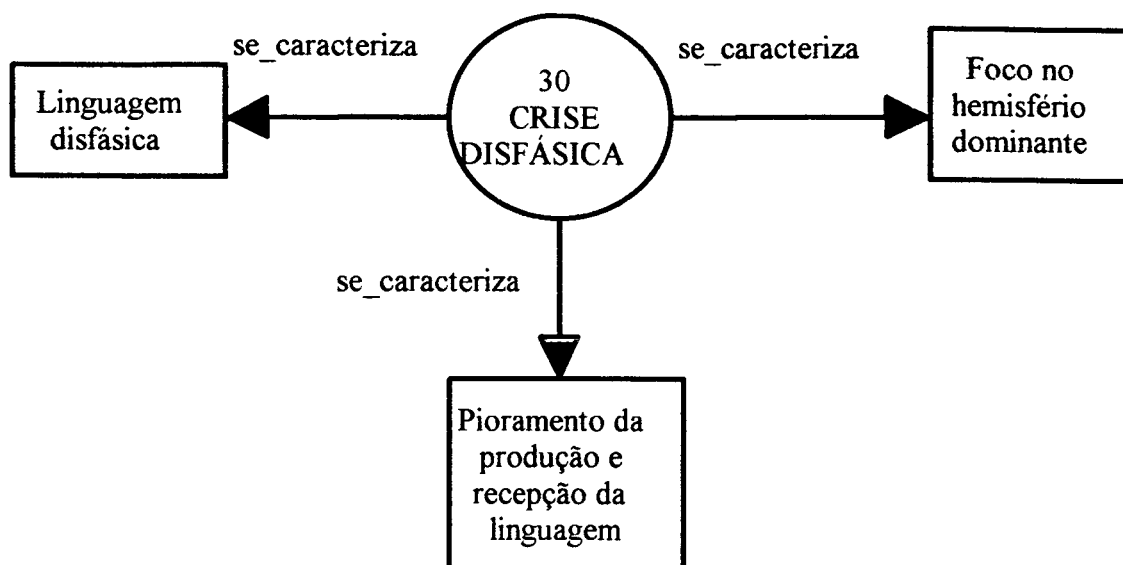 se_caracteriza
se_caracteriza
Linguagem
disfásica
30
CRISE
DISFÁSICA
Foco no
hemisfério
dominante
se_caracteriza
Pioramento da
produção e
recepção da
linguagem